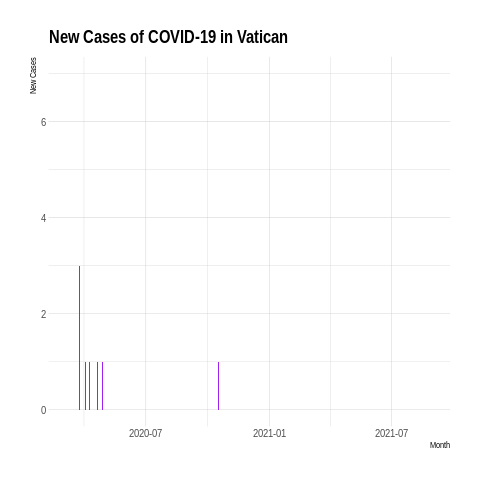 New Cases of COVID-19 in Vatican
New Cases
6
4
2
0
2020-07
2021-01
2021-07
Month